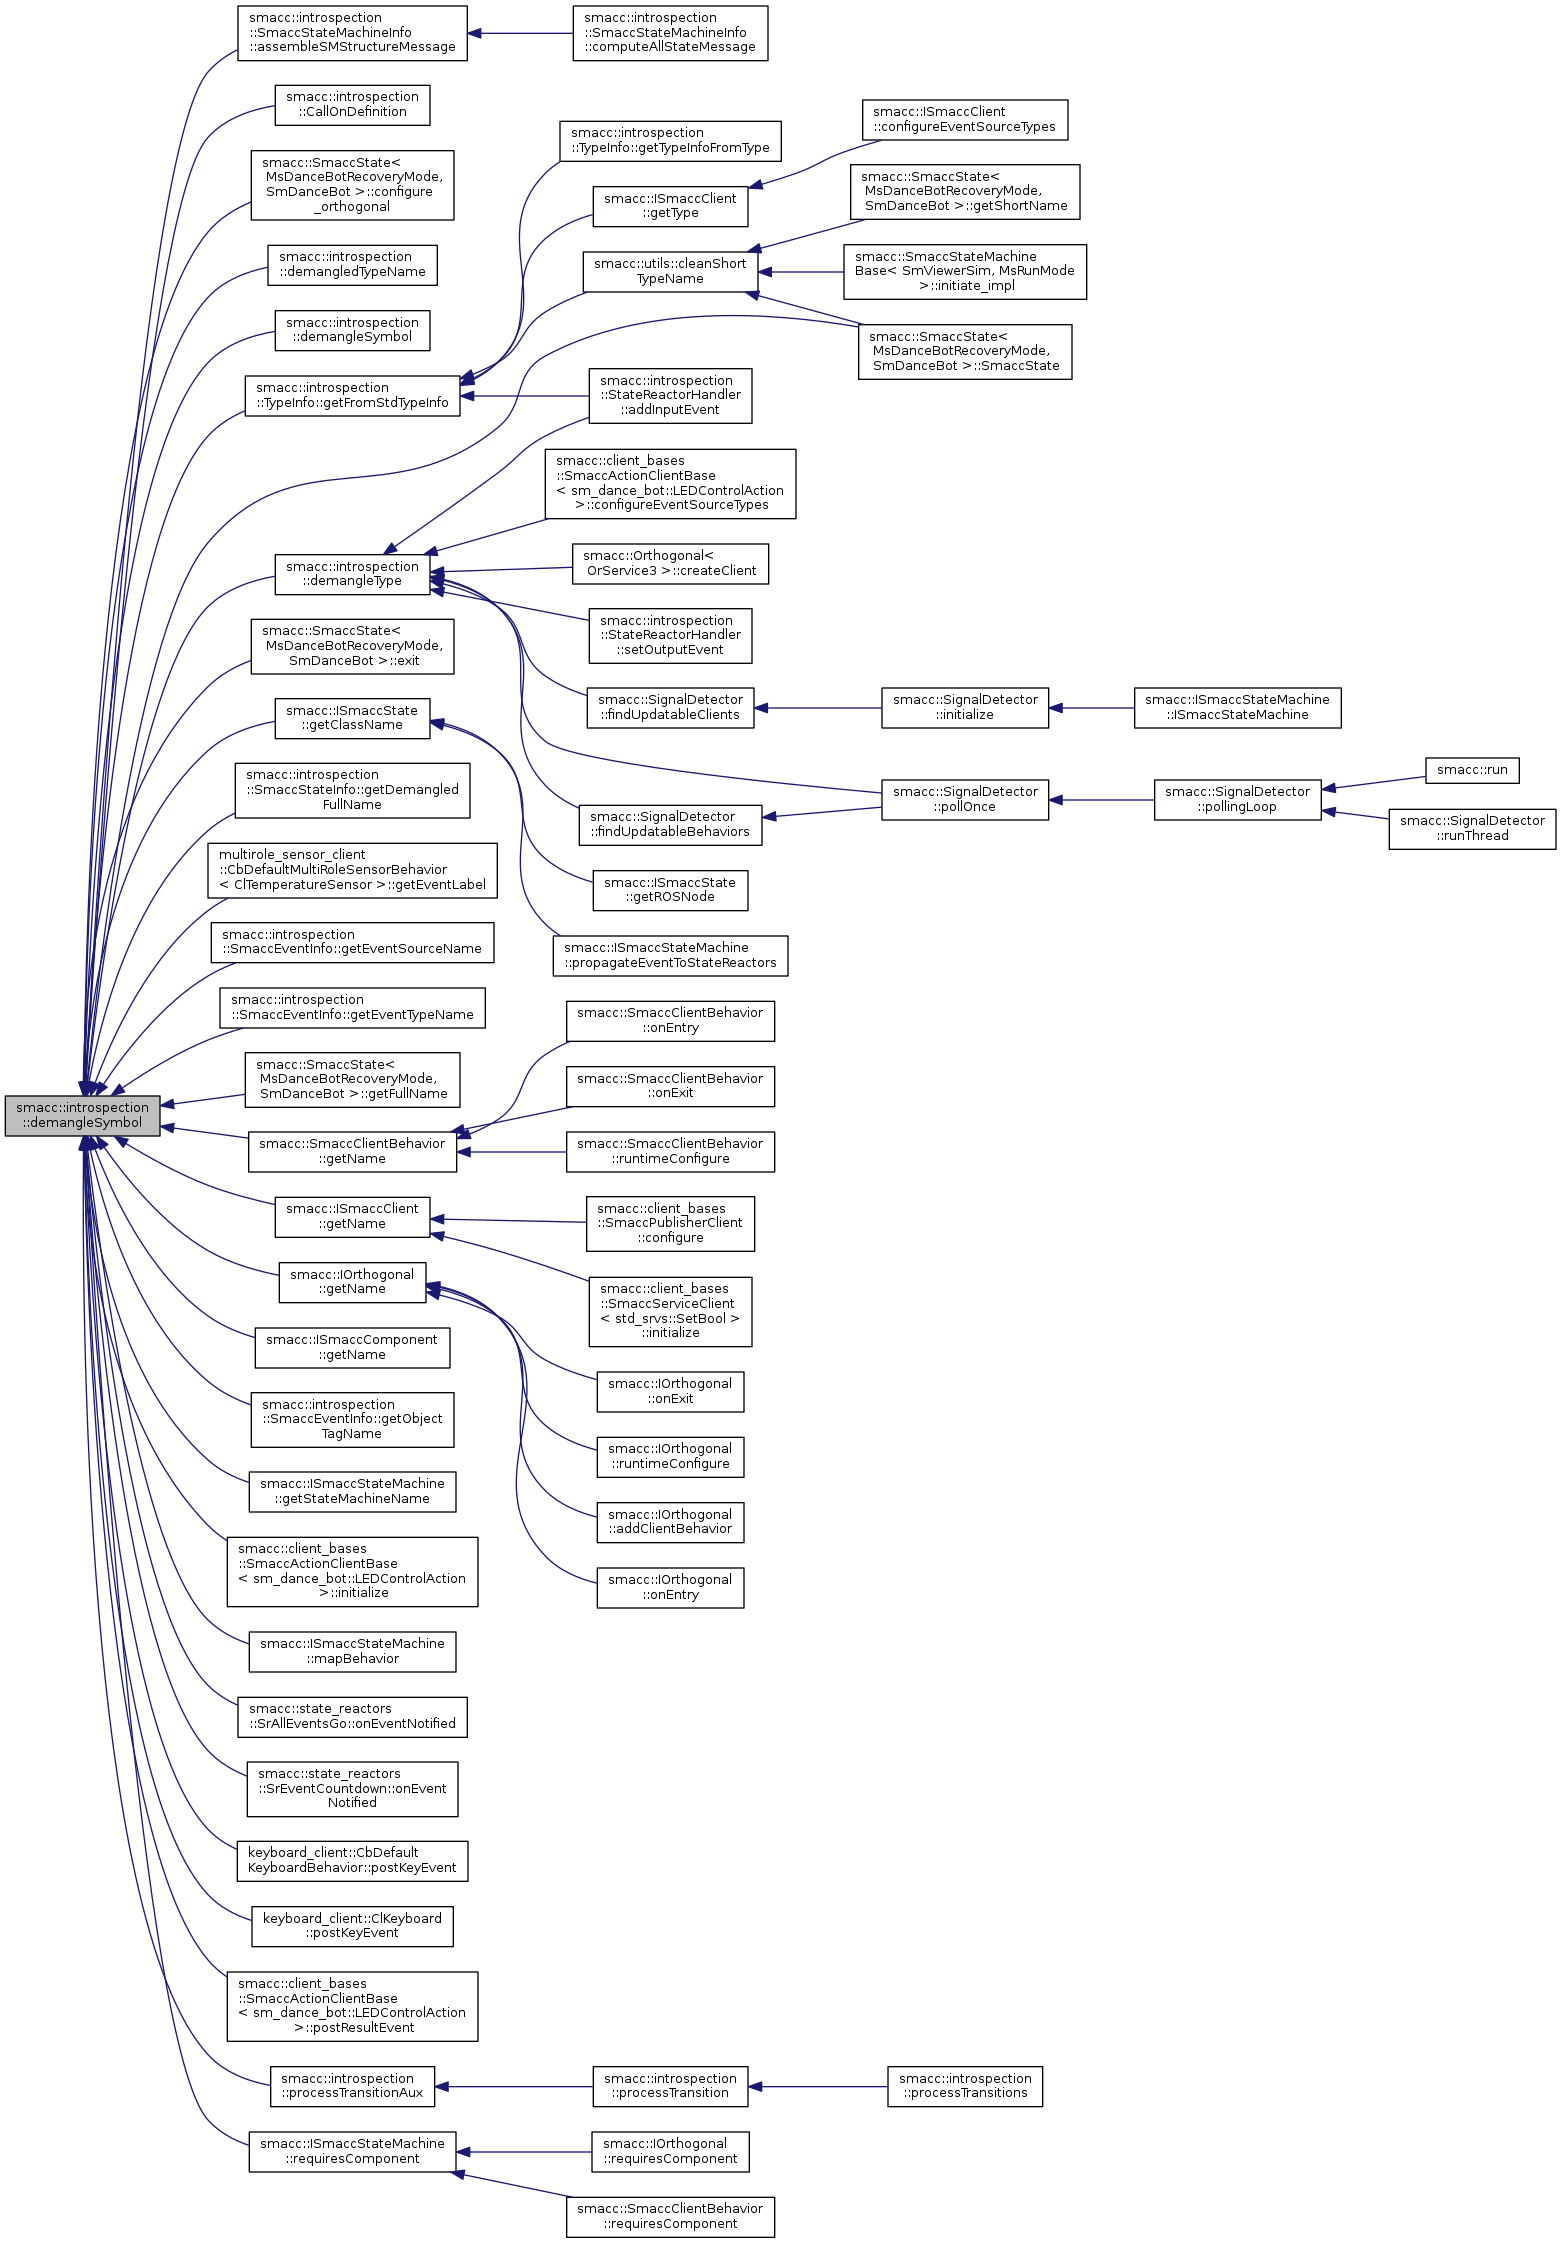 smacc::introspection
::SmaccStateMachineInfo
::assembleSMStructureMessage
smacc::introspection
::SmaccStateMachineInfo
::computeAllStateMessage
smacc::introspection
::CallOnDefinition
smacc::SmaccState<
MsDanceBotRecoveryMode,
SmDanceBot >::configure
_orthogonal
smacc::introspection
::demangledTypeName
smacc::introspection
::demangleSymbol
smacc::introspection
::TypeInfo::getFromStdTypeInfo
smacc::introspection
::TypeInfo::getTypeInfoFromType
smacc::ISmaccClient
::getType
smacc::ISmaccClient
::configureEventSourceTypes
smacc::utils::cleanShort
TypeName
smacc::SmaccState<
MsDanceBotRecoveryMode,
SmDanceBot >::getShortName
smacc::SmaccStateMachine
Base< SmViewerSim, MsRunMode
>::initiate_impl
smacc::SmaccState<
MsDanceBotRecoveryMode,
SmDanceBot >::SmaccState
smacc::introspection
::StateReactorHandler
::addInputEvent
smacc::introspection
::demangleType
smacc::client_bases
::SmaccActionClientBase
< sm_dance_bot::LEDControlAction
>::configureEventSourceTypes
smacc::Orthogonal<
OrService3 >::createClient
smacc::introspection
::StateReactorHandler
::setOutputEvent
smacc::SignalDetector
::findUpdatableClients
smacc::SignalDetector
::initialize
smacc::ISmaccStateMachine
::ISmaccStateMachine
smacc::SignalDetector
::findUpdatableBehaviors
smacc::SignalDetector
::pollOnce
smacc::SignalDetector
::pollingLoop
smacc::run
smacc::SignalDetector
::runThread
smacc::SmaccState<
MsDanceBotRecoveryMode,
SmDanceBot >::exit
smacc::ISmaccState
::getClassName
smacc::ISmaccState
::getROSNode
smacc::ISmaccStateMachine
::propagateEventToStateReactors
smacc::introspection
::SmaccStateInfo::getDemangled
FullName
multirole_sensor_client
::CbDefaultMultiRoleSensorBehavior
< ClTemperatureSensor >::getEventLabel
smacc::introspection
::SmaccEventInfo::getEventSourceName
smacc::introspection
::SmaccEventInfo::getEventTypeName
smacc::SmaccState<
MsDanceBotRecoveryMode,
SmDanceBot >::getFullName
smacc::introspection
::demangleSymbol
smacc::SmaccClientBehavior
::getName
smacc::SmaccClientBehavior
::onEntry
smacc::SmaccClientBehavior
::onExit
smacc::SmaccClientBehavior
::runtimeConfigure
smacc::ISmaccClient
::getName
smacc::client_bases
::SmaccPublisherClient
::configure
smacc::client_bases
::SmaccServiceClient
< std_srvs::SetBool >
::initialize
smacc::IOrthogonal
::getName
smacc::IOrthogonal
::onExit
smacc::IOrthogonal
::runtimeConfigure
smacc::IOrthogonal
::addClientBehavior
smacc::IOrthogonal
::onEntry
smacc::ISmaccComponent
::getName
smacc::introspection
::SmaccEventInfo::getObject
TagName
smacc::ISmaccStateMachine
::getStateMachineName
smacc::client_bases
::SmaccActionClientBase
< sm_dance_bot::LEDControlAction
>::initialize
smacc::ISmaccStateMachine
::mapBehavior
smacc::state_reactors
::SrAllEventsGo::onEventNotified
smacc::state_reactors
::SrEventCountdown::onEvent
Notified
keyboard_client::CbDefault
KeyboardBehavior::postKeyEvent
keyboard_client::ClKeyboard
::postKeyEvent
smacc::client_bases
::SmaccActionClientBase
< sm_dance_bot::LEDControlAction
>::postResultEvent
smacc::introspection
::processTransitionAux
smacc::introspection
::processTransition
smacc::introspection
::processTransitions
smacc::ISmaccStateMachine
::requiresComponent
smacc::IOrthogonal
::requiresComponent
smacc::SmaccClientBehavior
::requiresComponent